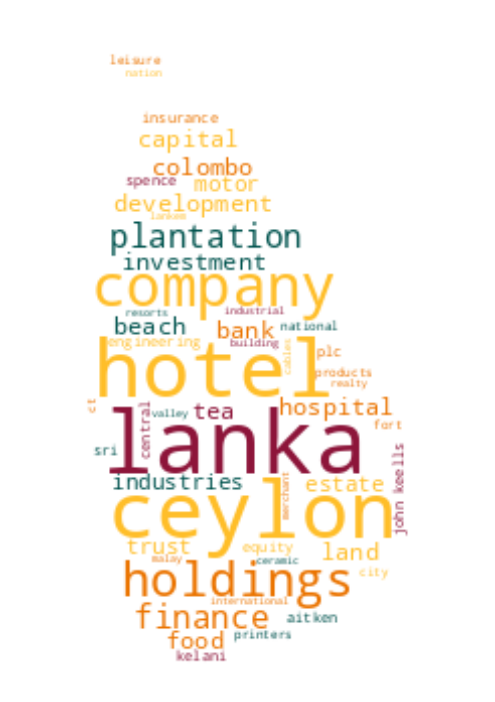 leisure
nation
insurance
capital
colombo
spence
motor
development
lankem
plantation
investment
company
resorts
industrial
beach
bank
national
engineering
building
hotel
cables
plc
products
realty
ct
central
valley
tea
hospital
fort
lanka
sri
john keells
industries
merchant
estate
ceylon
trust
equity
land
malay
ceramic
city
holdings
international
finance
aitken
food
printers
kelani